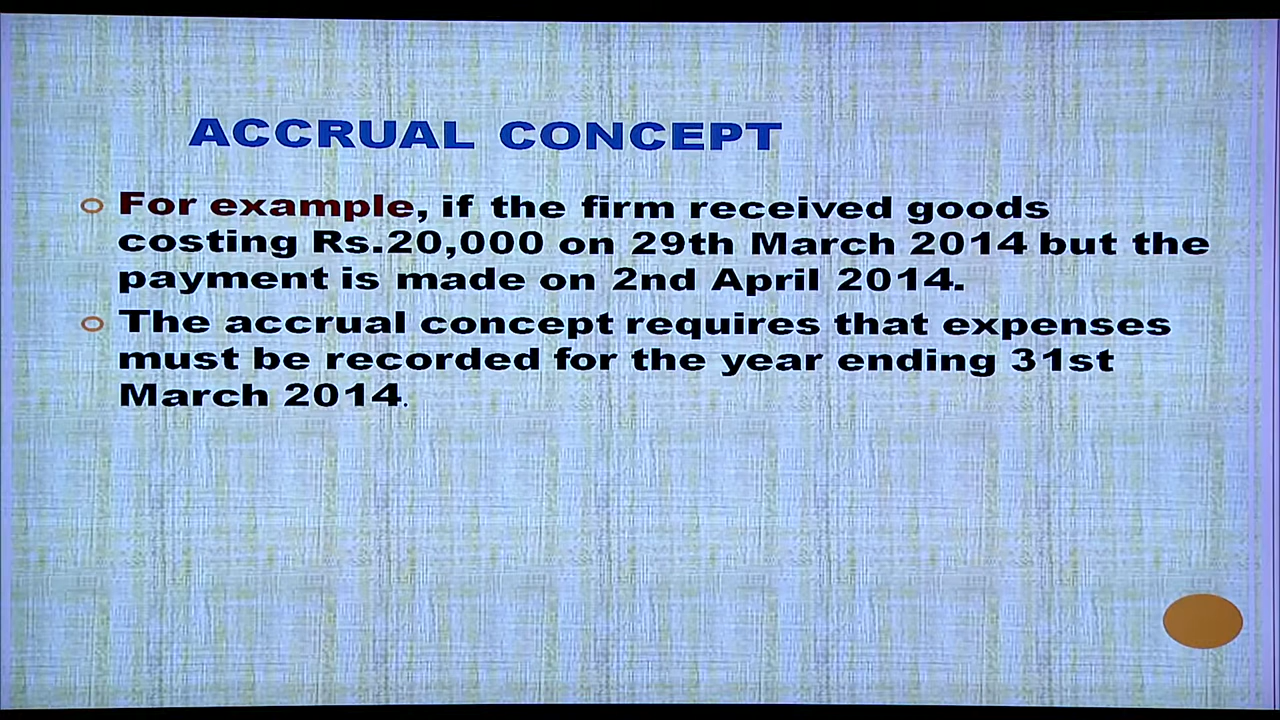 ACCRUAL CONCEPT
For example, if the firm received goods
costing Rs.20,000 on 29th March 2014 but the
payment is made on 2nd April 2014.
The accrual concept requires that expenses
must be recorded for the year ending 31st
March 2014.